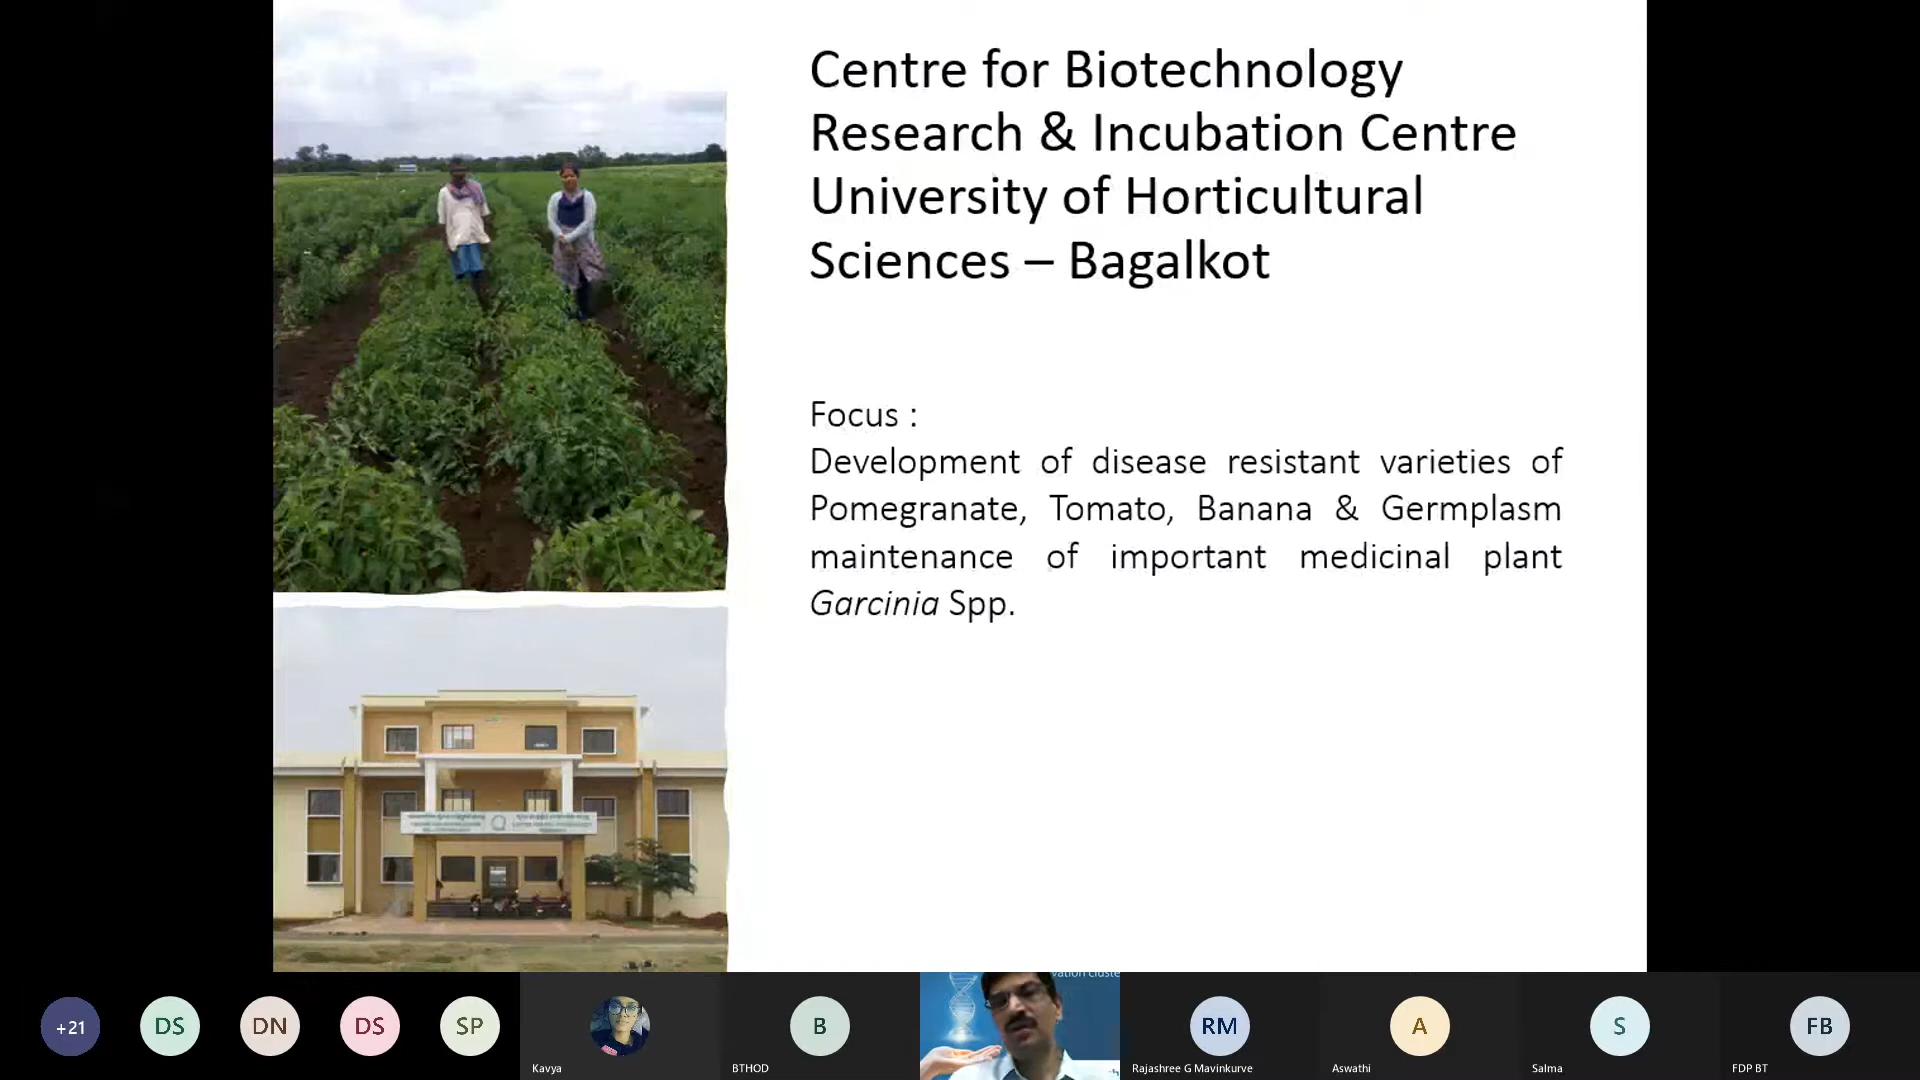 Centre for Biotechnology
Research & Incubation Centre
University of Horticultural
Sciences – Bagalkot
Focus :
Development of disease resistant varieties of
Pomegranate, Tomato, Banana & Germplasm
maintenance of important medicinal plant
Garcinia Spp.
vation cluste
+21
DS
DN
DS
SP
B
RM
A
S
FB
Kavya
BTHOD
Rajashree G Mavinkurve
Aswathi
Salma
FDP BT